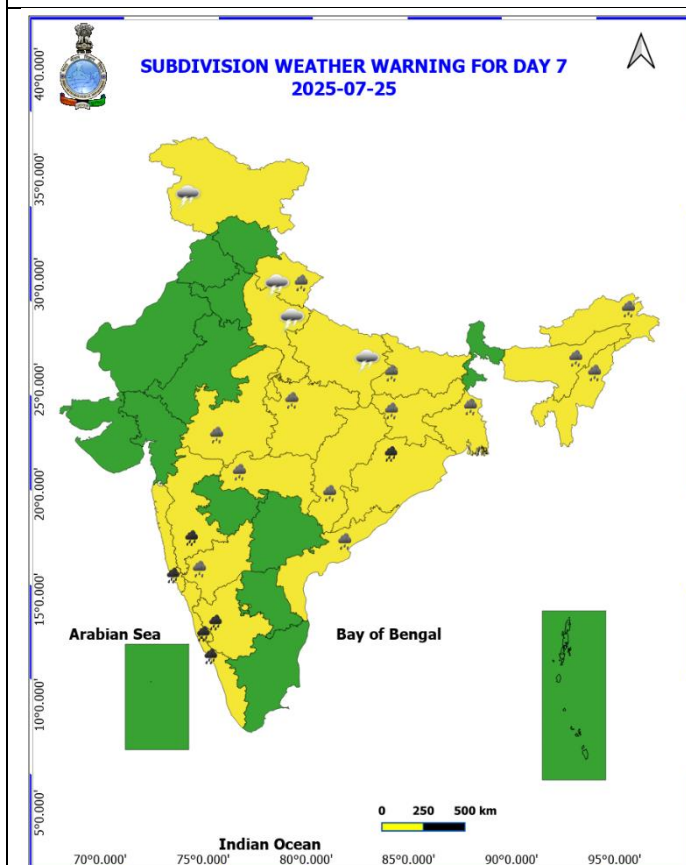 SUBDIVISION WEATHER WARNING FOR DAY 7
2025-07-25
40°0.000'
35°0.000'
30°0.000'
25°0.000'
20°0.000'
15°0.000'
10°0.000'
5°0.000'
Arabian Sea
Bay of Bengal
0 250 500 km
Indian Ocean
70°0.000' 75°0.000' 80°0.000' 85°0.000' 90°0.000' 95°0.000'